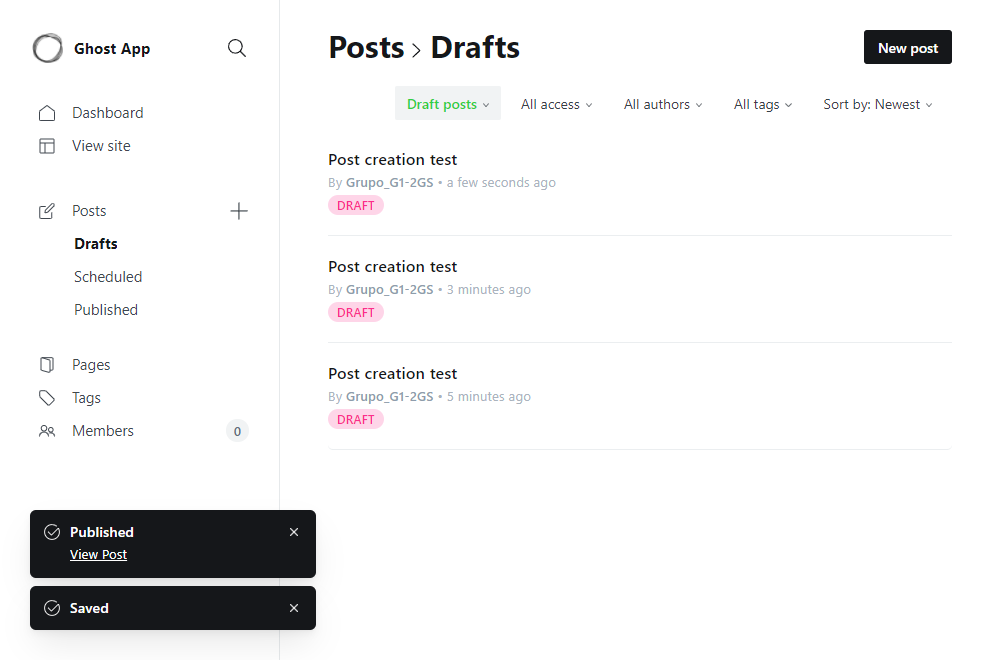 Ghost App
Dashboard
View site
Posts
Drafts
Scheduled
Published
Pages
Tags
Members 0
Posts > Drafts
New post
Draft posts All access All authors All tags Sort by: Newest
Post creation test
By Grupo_G1-2GS • a few seconds ago
DRAFT
Post creation test
By Grupo_G1-2GS • 3 minutes ago
DRAFT
Post creation test
By Grupo_G1-2GS • 5 minutes ago
DRAFT
Published
View Post
Saved